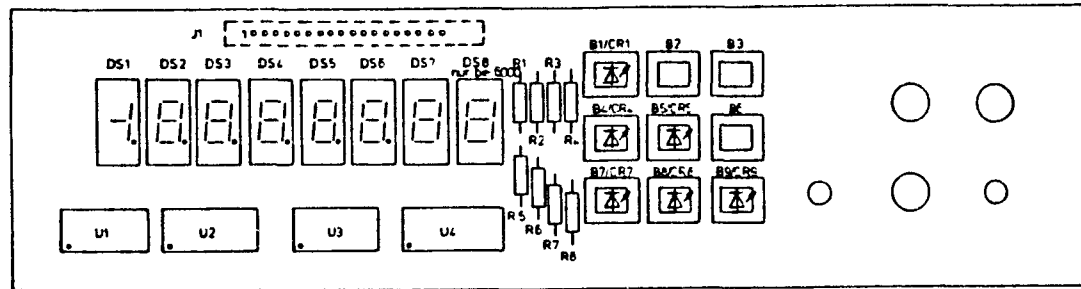 J1 1
B1/CR1 B2 B3
DS1 DS2 DS3 DS4 DS5 DS6 DS7 DS8 R1 R3
nur bei 6000
B4/CR4 B5/CR5 B6
R2 R4
B7/CR7 B8/CR8 B9/CR9
R5
R6
U1 U2 U3 U4
R7
R8